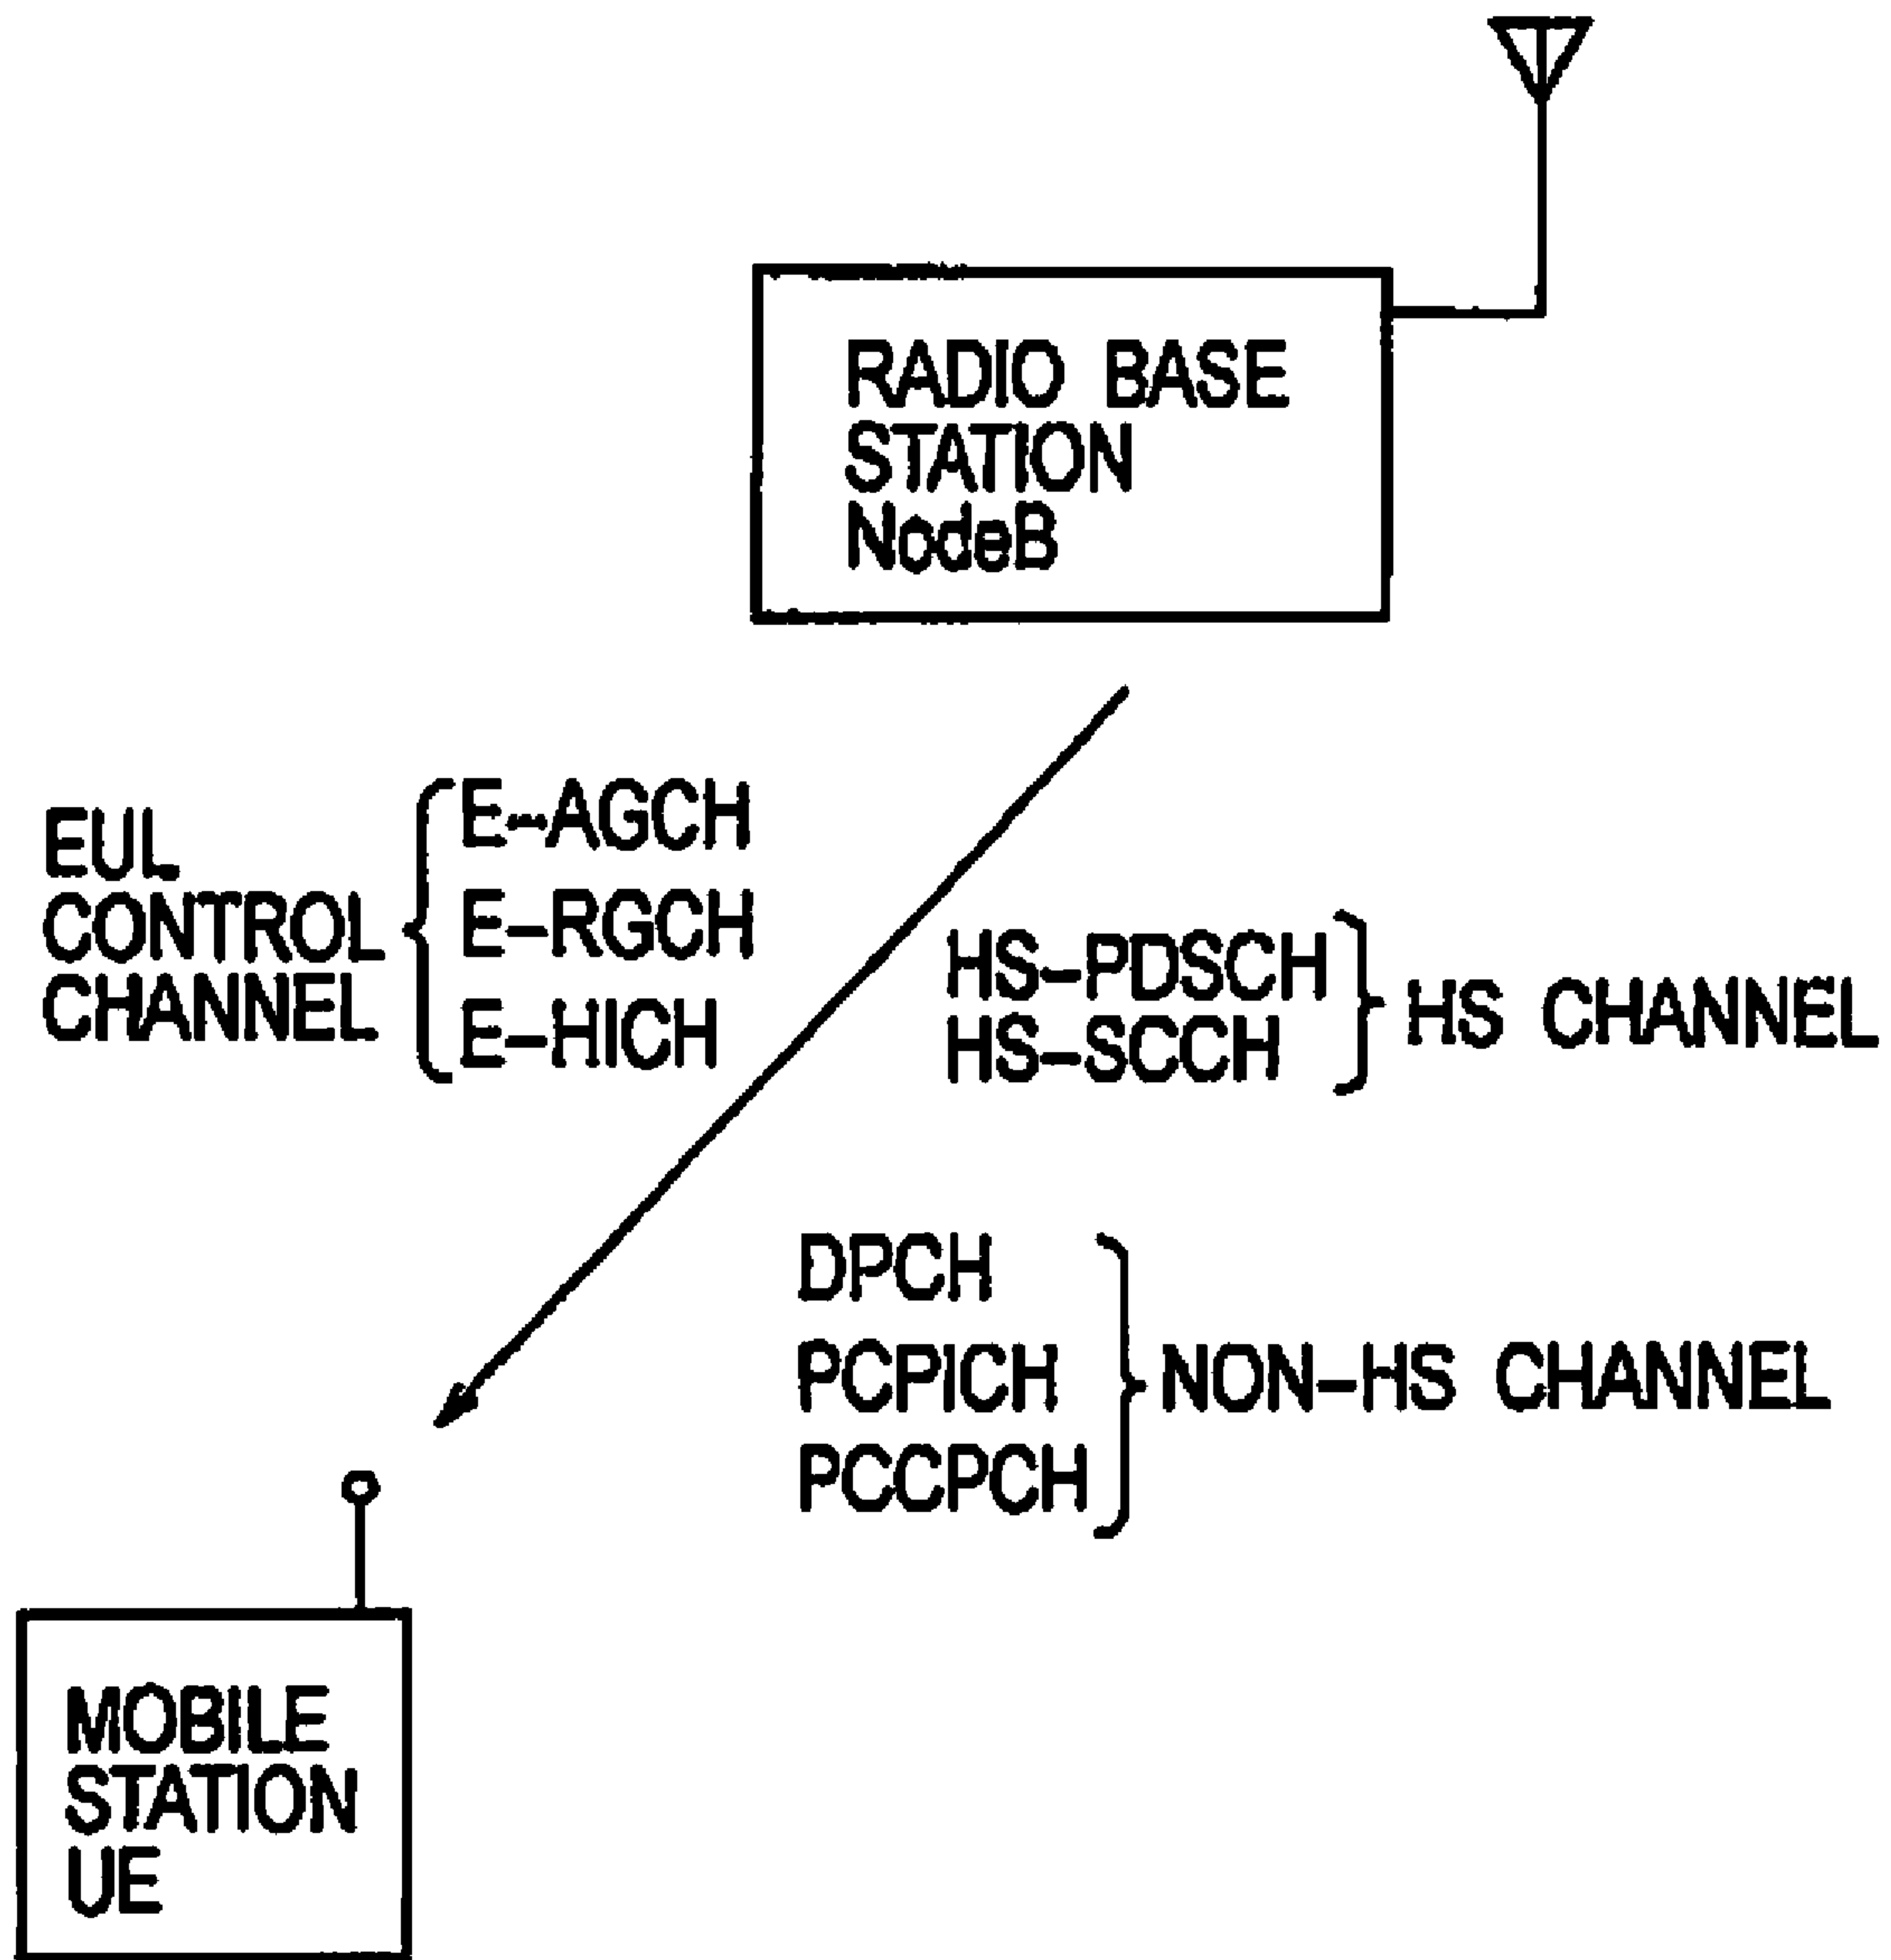 RADIO BASE
STATION
NodeB
EUL
CONTROL
CHANNEL
E-AGCH
E-RGCH
E-HICH
HS-PDSCH
HS-SCCH
HS CHANNEL
DPCH
PCPICH
PCCPCH
NON-HS CHANNEL
MOBILE
STATION
UE